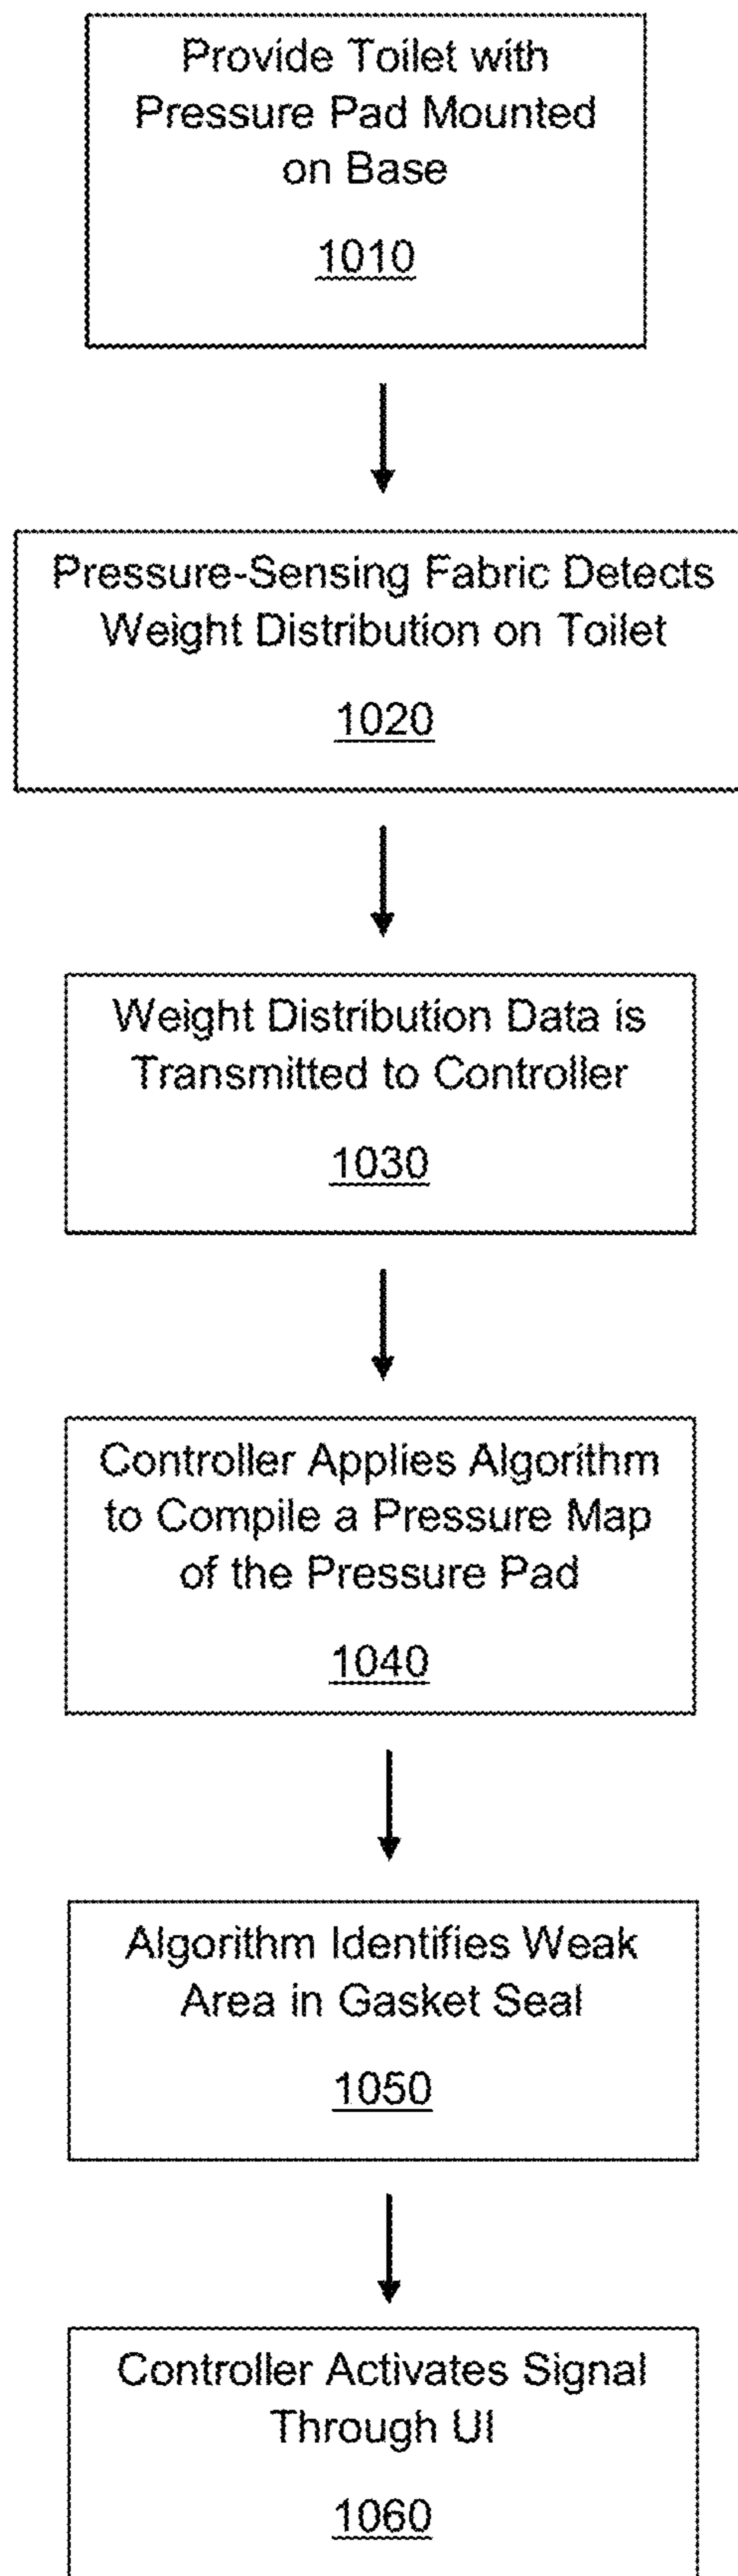 Provide Toilet with
Pressure Pad Mounted
on Base
1010
Pressure-Sensing Fabric Detects
Weight Distribution on Toilet
1020
Weight Distribution Data is
Transmitted to Controller
1030
Controller Applies Algorithm
to Compile a Pressure Map
of the Pressure Pad
1040
Algorithm Identifies Weak
Area in Gasket Seal
1050
Controller Activates Signal
Through UI
1060